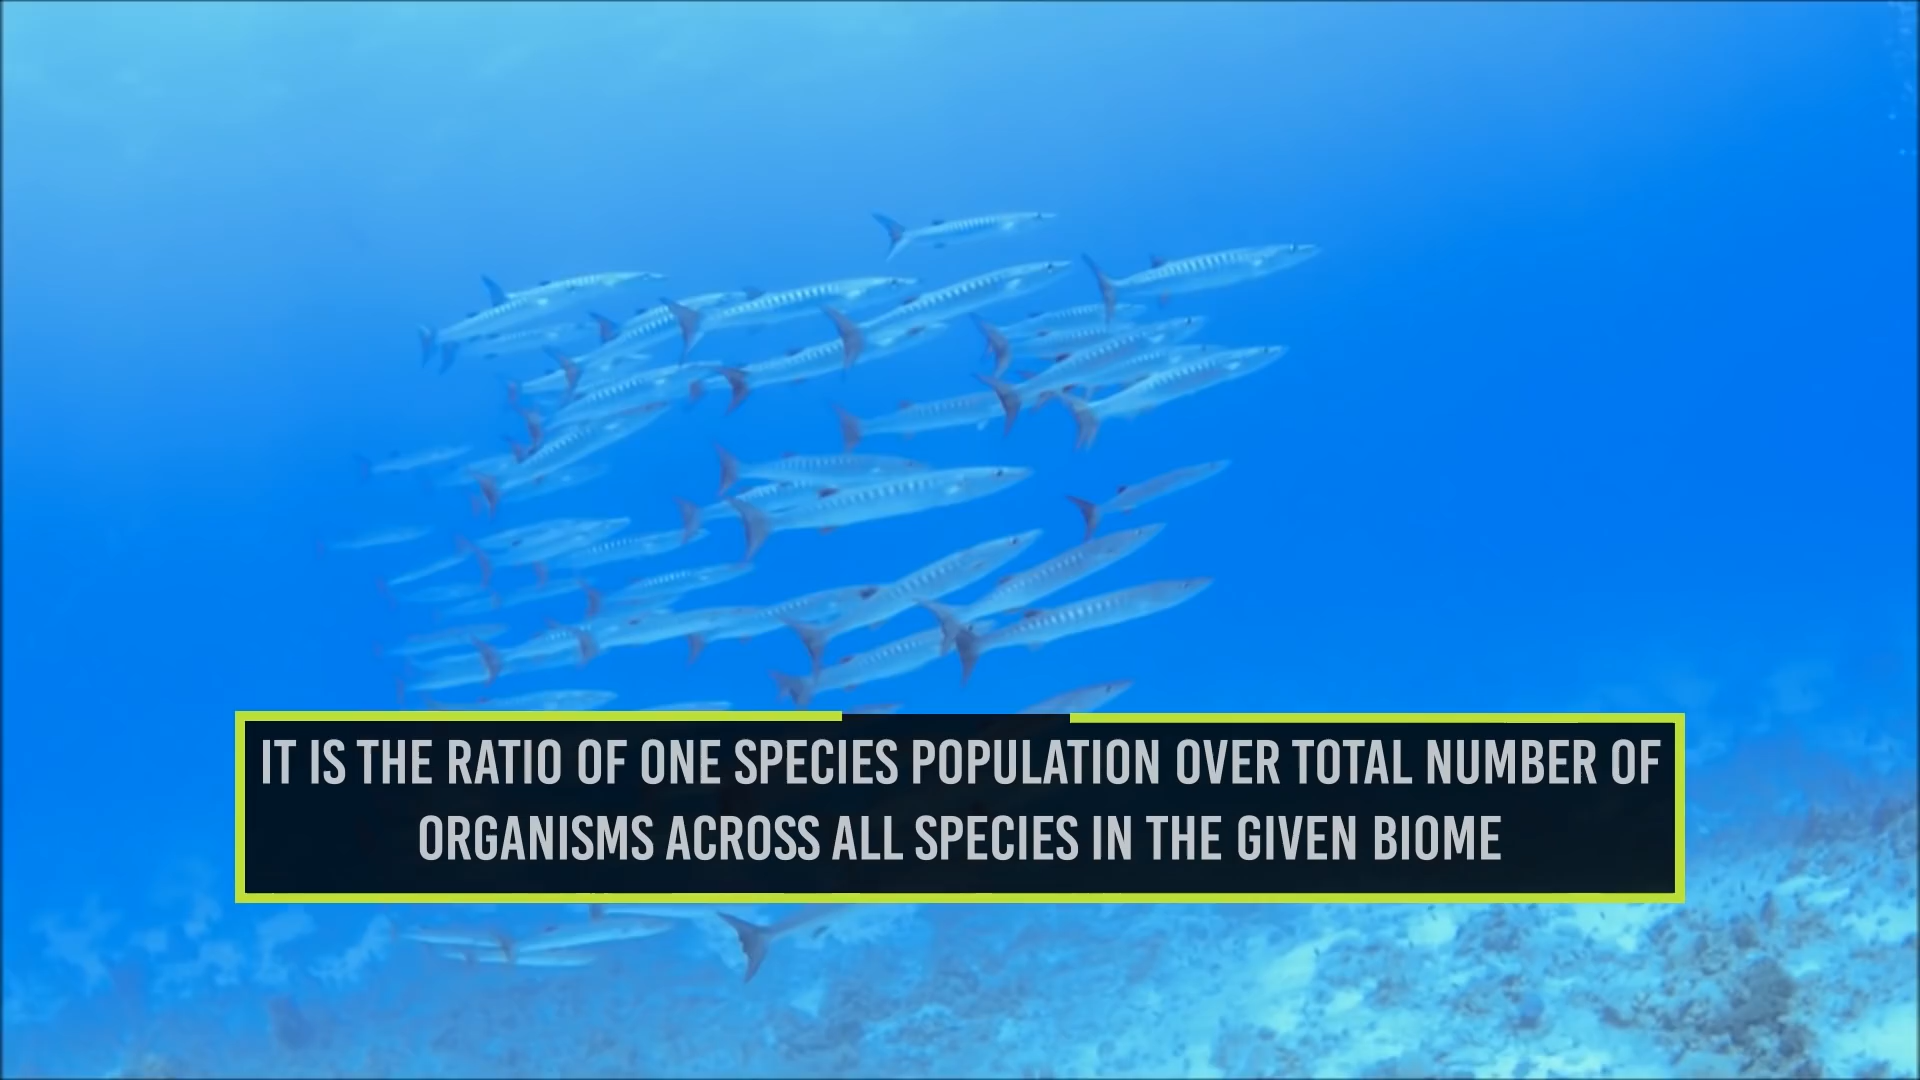 IT IS THE RATIO OF ONE SPECIES POPULATION OVER TOTAL NUMBER OF
ORGANISMS ACROSS ALL SPECIES IN THE GIVEN BIOME